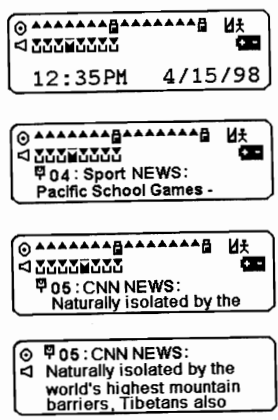 12:35PM 4/15/98
04: Sport NEWS:
Pacific School Games -
05: CNN NEWS:
Naturally isolated by the
05: CNN NEWS:
Naturally isolated by the
world's highest mountain
barriers, Tibetans also